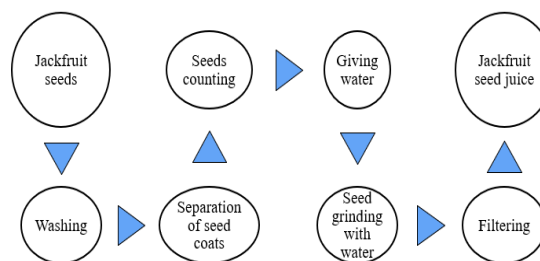 Jackfruit
seeds
Washing
Separation
of seed
coats
Seeds
counting
Giving
water
Seed
grinding
with
water
Filtering
Jackfruit
seed juice